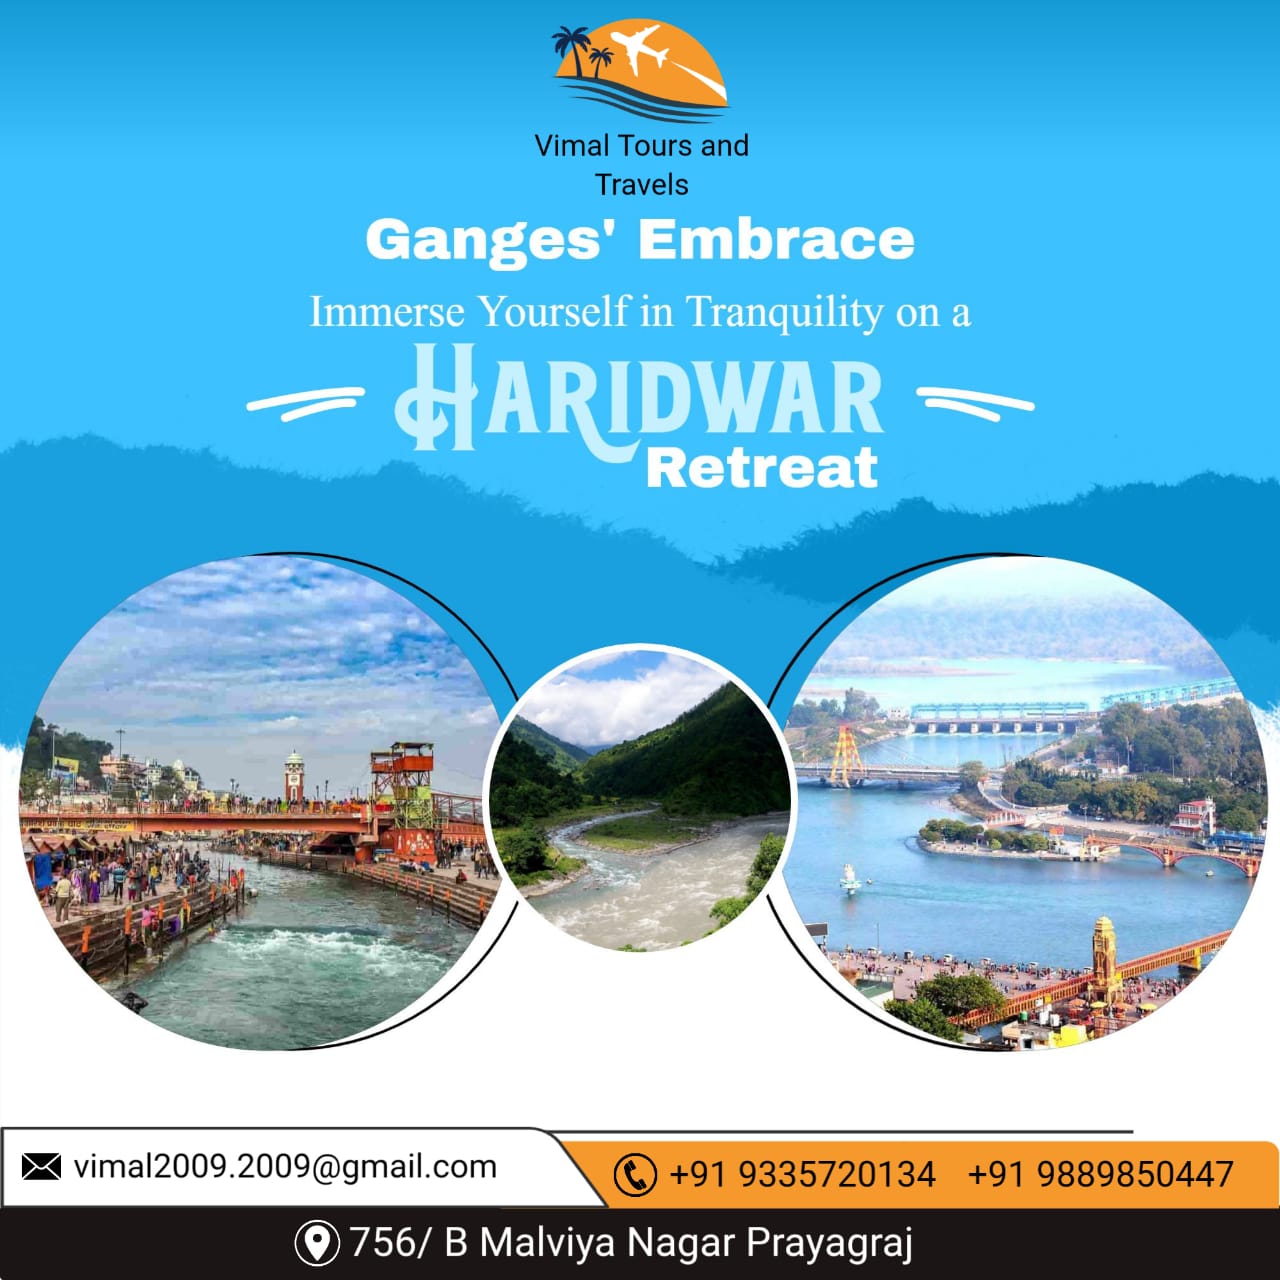 Vimal Tours and
Travels
Ganges' Embrace
Immerse Yourself in Tranquility on a
HARIDWAR
Retreat
vimal2009.2009@gmail.com
+91 9335720134 +91 9889850447
756/ B Malviya Nagar Prayagraj